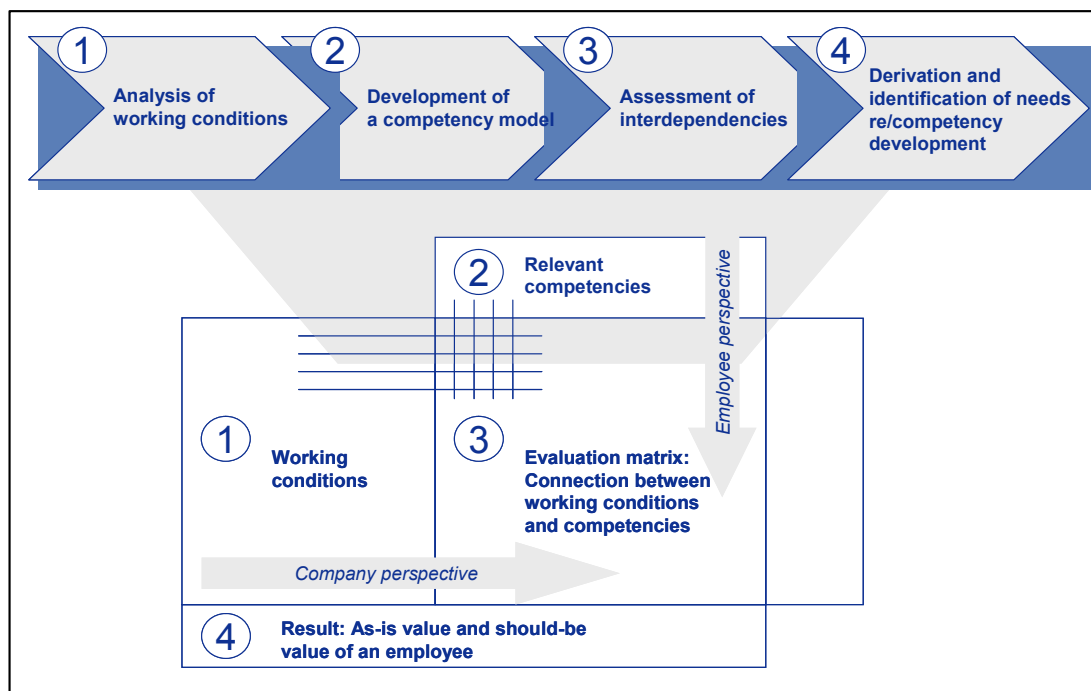 1
Analysis of
working conditions
2
Development of
a competency model
3
Assessment of
interdependencies
4
Derivation and
identification of needs
re/competency
development
2
Relevant
competencies
Employee perspective
1
Working
conditions
3
Evaluation matrix:
Connection between
working conditions
and competencies
Company perspective
4
Result: As-is value and should-be
value of an employee